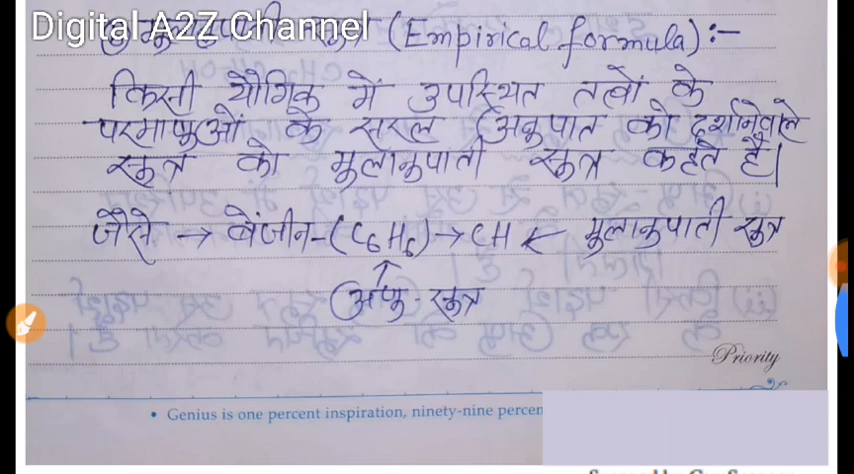 Digital A2Z Channel
(Empirical formula) :-
किसी यौगिक में उपस्थित तत्वों के
परमाणुओं के सरल अनुपात को दर्शानेवाले
सूत्र को मुलानुपाती सूत्र कहते है।
जैसे → बेंजीन-(C₆H₆) → CH ← मुलानुपाती सूत्र
↑
अणु-सूत्र
Priority
• Genius is one percent inspiration, ninety-nine percen